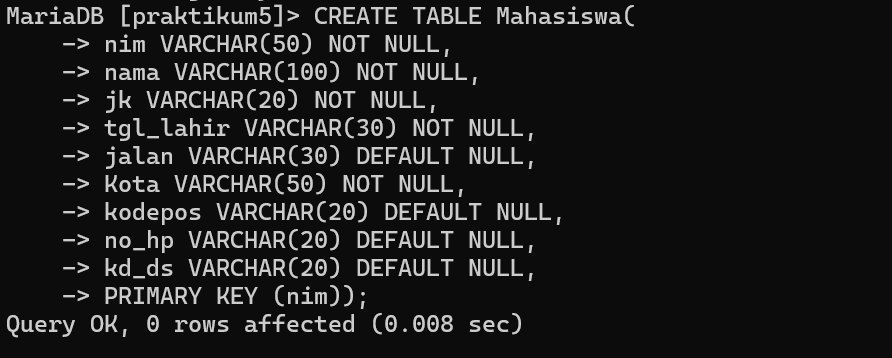 MariaDB [praktikum5]> CREATE TABLE Mahasiswa(
    -> nim VARCHAR(50) NOT NULL,
    -> nama VARCHAR(100) NOT NULL,
    -> jk VARCHAR(20) NOT NULL,
    -> tgl_lahir VARCHAR(30) NOT NULL,
    -> jalan VARCHAR(30) DEFAULT NULL,
    -> Kota VARCHAR(50) NOT NULL,
    -> kodepos VARCHAR(20) DEFAULT NULL,
    -> no_hp VARCHAR(20) DEFAULT NULL,
    -> kd_ds VARCHAR(20) DEFAULT NULL,
    -> PRIMARY KEY (nim));
Query OK, 0 rows affected (0.008 sec)